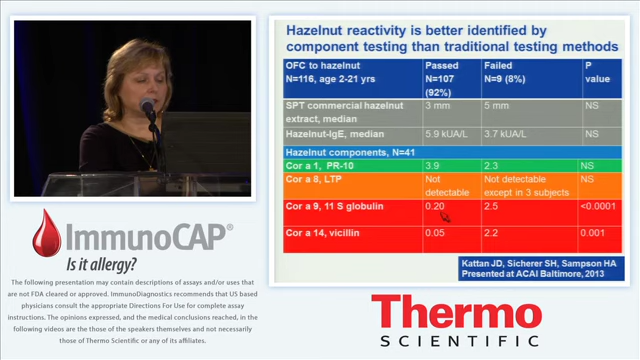 Hazelnut reactivity is better identified by
component testing than traditional testing methods
OFC to hazelnut
N=116, age 2-21 yrs
Passed
N=107
(92%)
Failed
N=9 (8%)
P
value
SPT commercial hazelnut
extract, median
3 mm
5 mm
NS
Hazelnut-IgE, median
5.9 kUA/L
3.7 kUA/L
NS
Hazelnut components, N=41
Cor a 1, PR-10
3.9
2.3
NS
Cor a 8, LTP
Not
detectable
Not detectable
except in 3 subjects
NS
Cor a 9, 11 S globulin
0.20
2.5
<0.0001
Cor a 14, vicillin
0.05
2.2
0.001
Kattan JD, Sicherer SH, Sampson HA
Presented at ACAI Baltimore, 2013
ImmunoCAP®
Is it allergy?
The following presentation may contain descriptions of assays and/or uses that
are not FDA cleared or approved. ImmunoDiagnostics recommends that US based
physicians consult the appropriate Directions For Use for complete assay
instructions. The opinions expressed, and the medical conclusions reached, in the
following videos are those of the speakers themselves and not necessarily
those of Thermo Scientific or any of its affiliates.
Thermo
SCIENTIFIC